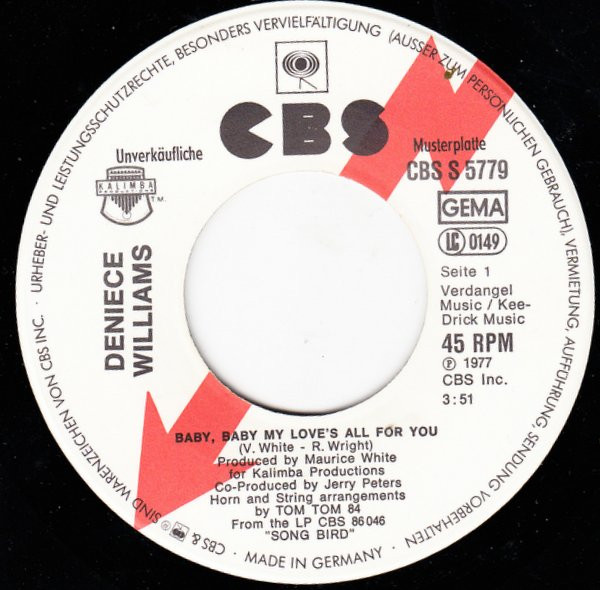 URHEBER- UND LEISTUNGSSCHUTZRECHTE, BESONDERS VERVIELFÄLTIGUNG (AUSSER ZUM PERSÖNLICHEN GEBRAUCH), VERMIETUNG, AUFFÜHRUNG, SENDUNG VORBEHALTEN
CBS
Unverkäufliche
Musterplatte
CBS S 5779
KALIMBA
PRODUCTIONS
TM.
GEMA
LC 0149
DENIECE
WILLIAMS
Seite 1
Verdangel
Music / Kee-
Drick Music
45 RPM
Ⓟ 1977
CBS Inc.
3:51
BABY, BABY MY LOVE'S ALL FOR YOU
(V. White - R. Wright)
Produced by Maurice White
for Kalimba Productions
Co-Produced by Jerry Peters
Horn and String arrangements
by TOM TOM 84
From the LP CBS 86046
"SONG BIRD"
CBS & SIND WARENZEICHEN VON CBS INC. ·
· MADE IN GERMANY ·